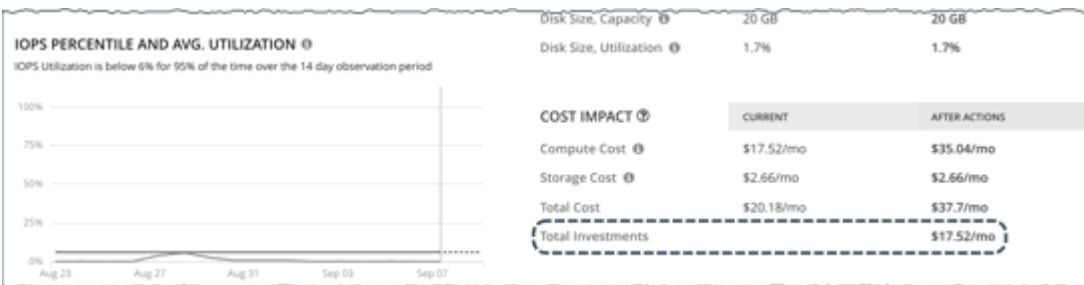 IOPS PERCENTILE AND AVG. UTILIZATION
IOPS Utilization is below 6% for 95% of the time over the 14 day observation period
100%
75%
50%
25%
0%
Aug 23 Aug 27 Aug 31 Sep 03 Sep 07
Disk Size, Capacity 20 GB 20 GB
Disk Size, Utilization 1.7% 1.7%
COST IMPACT CURRENT AFTER ACTIONS
Compute Cost $17.52/mo $35.04/mo
Storage Cost $2.66/mo $2.66/mo
Total Cost $20.18/mo $37.7/mo
Total Investments $17.52/mo